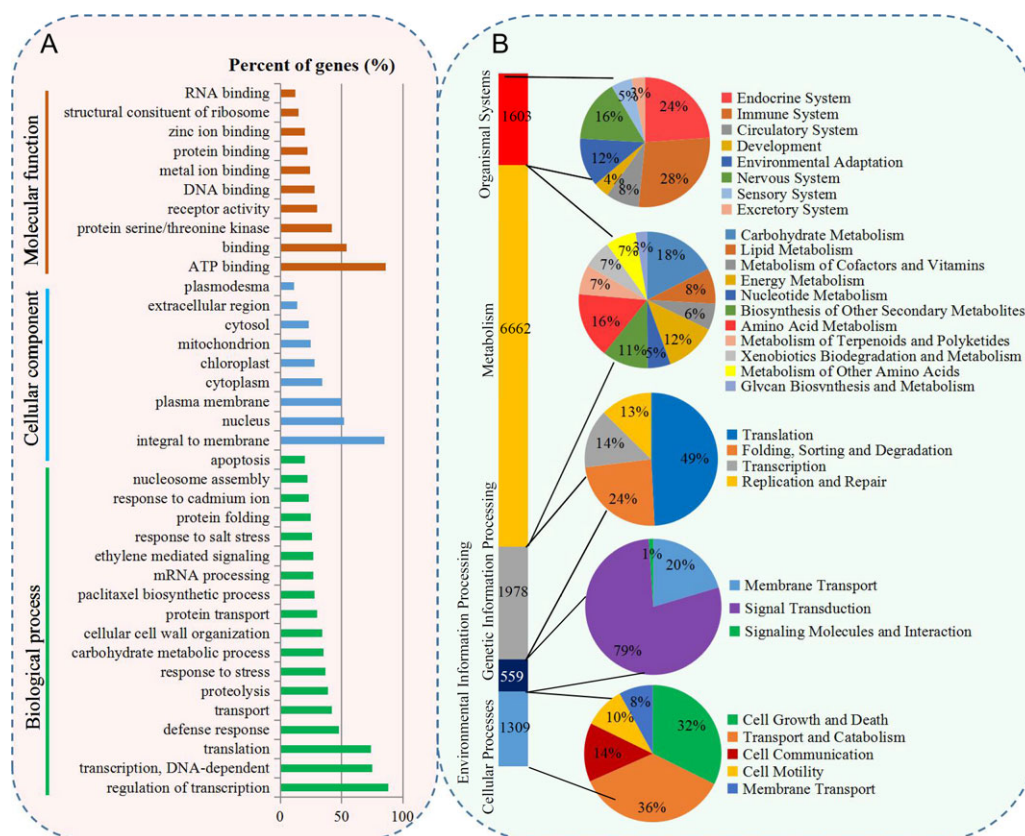 A
Percent of genes (%)
Molecular function
RNA binding
structural consituent of ribosome
zinc ion binding
protein binding
metal ion binding
DNA binding
receptor activity
protein serine/threonine kinase
binding
ATP binding
Cellular component
plasmodesma
extracellular region
cytosol
mitochondrion
chloroplast
cytoplasm
plasma membrane
nucleus
integral to membrane
Biological process
apoptosis
nucleosome assembly
response to cadmium ion
protein folding
response to salt stress
ethylene mediated signaling
mRNA processing
paclitaxel biosynthetic process
protein transport
cellular cell wall organization
carbohydrate metabolic process
response to stress
proteolysis
transport
defense response
translation
transcription, DNA-dependent
regulation of transcription
0 50 100
B
Organismal Systems
1603
Metabolism
6662
Genetic Information Processing
1978
Environmental Information Processing
559
Cellular Processes
1309
24%
28%
8%
4%
12%
16%
5%
3%
Endocrine System
Immune System
Circulatory System
Development
Environmental Adaptation
Nervous System
Sensory System
Excretory System
18%
8%
6%
12%
5%
11%
16%
7%
7%
7%
3%
Carbohydrate Metabolism
Lipid Metabolism
Metabolism of Cofactors and Vitamins
Energy Metabolism
Nucleotide Metabolism
Biosynthesis of Other Secondary Metabolites
Amino Acid Metabolism
Metabolism of Terpenoids and Polyketides
Xenobiotics Biodegradation and Metabolism
Metabolism of Other Amino Acids
Glycan Biosynthesis and Metabolism
49%
24%
14%
13%
Translation
Folding, Sorting and Degradation
Transcription
Replication and Repair
20%
79%
1%
Membrane Transport
Signal Transduction
Signaling Molecules and Interaction
32%
36%
14%
10%
8%
Cell Growth and Death
Transport and Catabolism
Cell Communication
Cell Motility
Membrane Transport